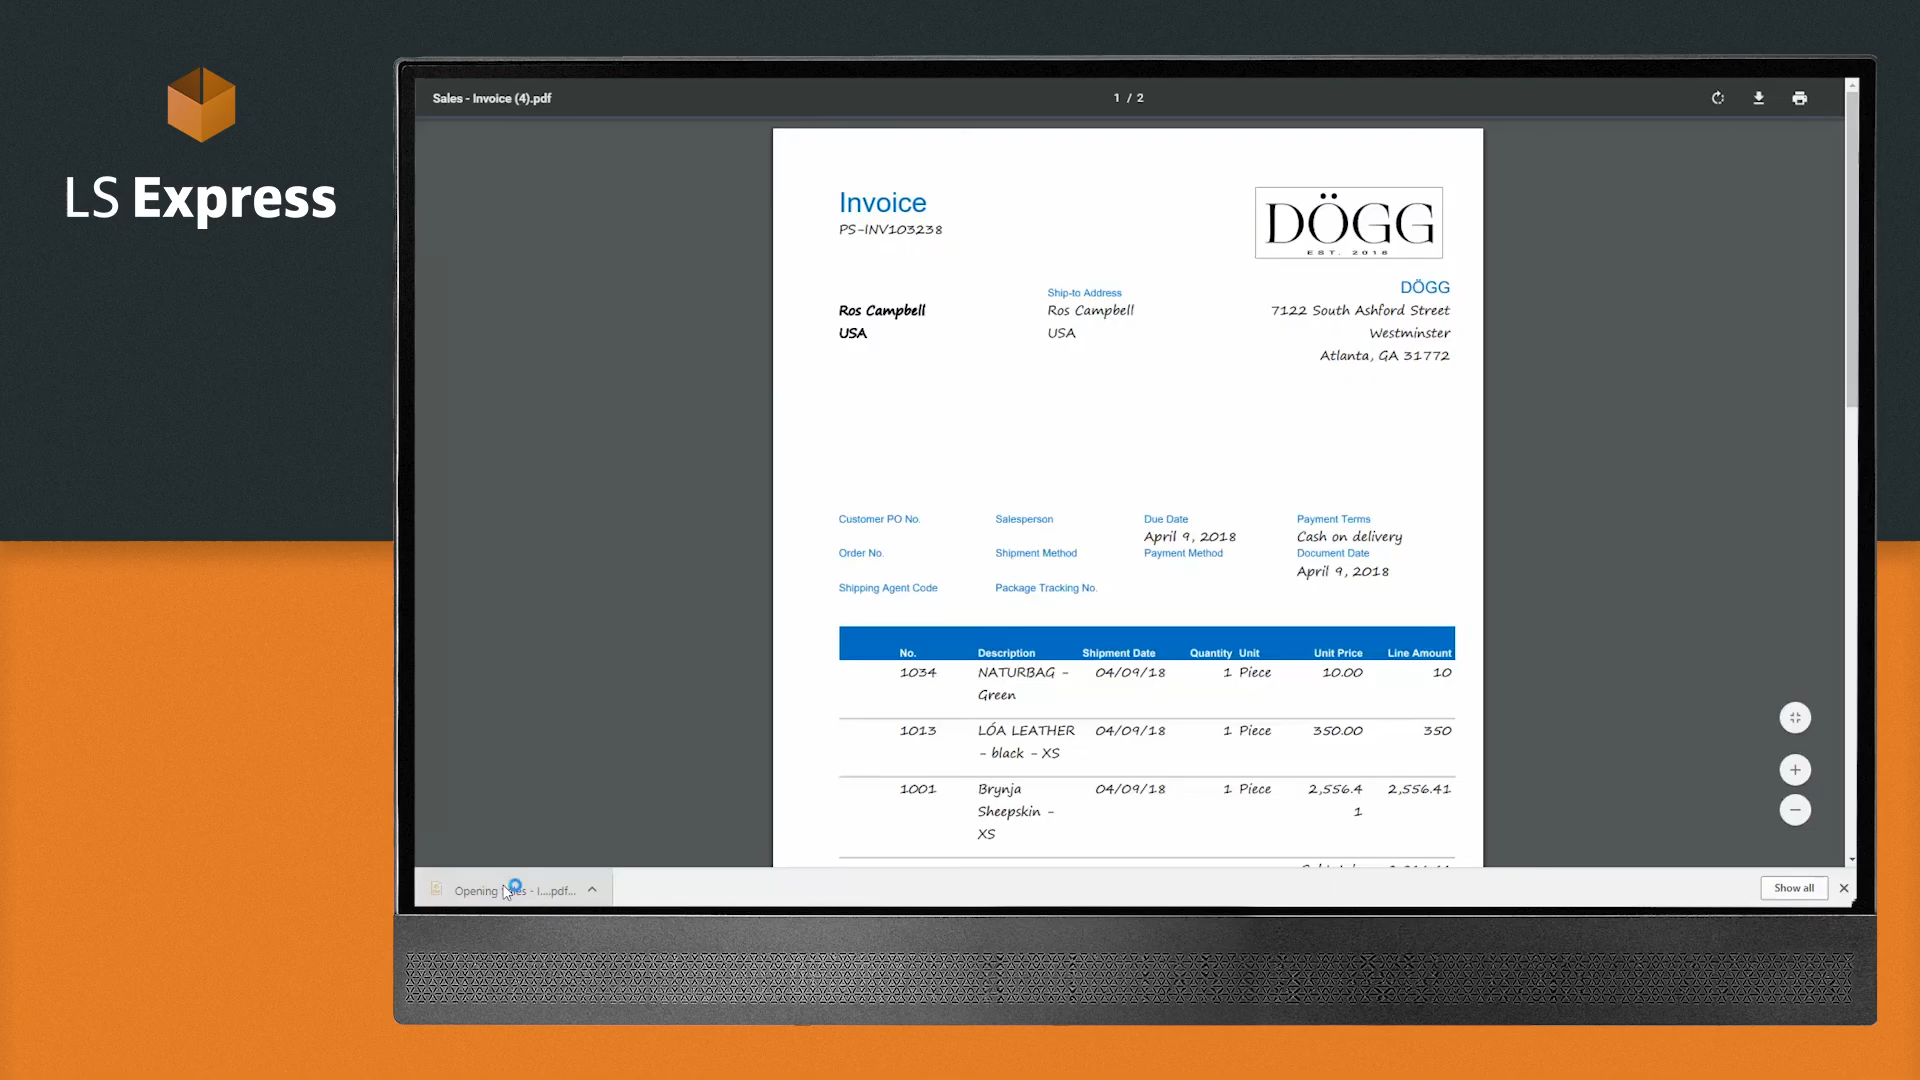 LS Express
Sales - Invoice (4).pdf
1 / 2
Invoice
PS-INV103238
DÖGG
EST. 2018
DÖGG
Ship-to Address
Ros Campbell
Ros Campbell
7122 South Ashford Street
USA
USA
Westminster
Atlanta, GA 31772
Customer PO No.
Salesperson
Due Date
Payment Terms
April 9, 2018
Cash on delivery
Order No.
Shipment Method
Payment Method
Document Date
April 9, 2018
Shipping Agent Code
Package Tracking No.
No. Description Shipment Date Quantity Unit Unit Price Line Amount
1034 NATURBAG - 04/09/18 1 Piece 10.00 10
Green
1013 LÓA LEATHER 04/09/18 1 Piece 350.00 350
- black - XS
1001 Brynja 04/09/18 1 Piece 2,556.4 2,556.41
Sheepskin - 1
XS
Opening - I....pdf...
Show all